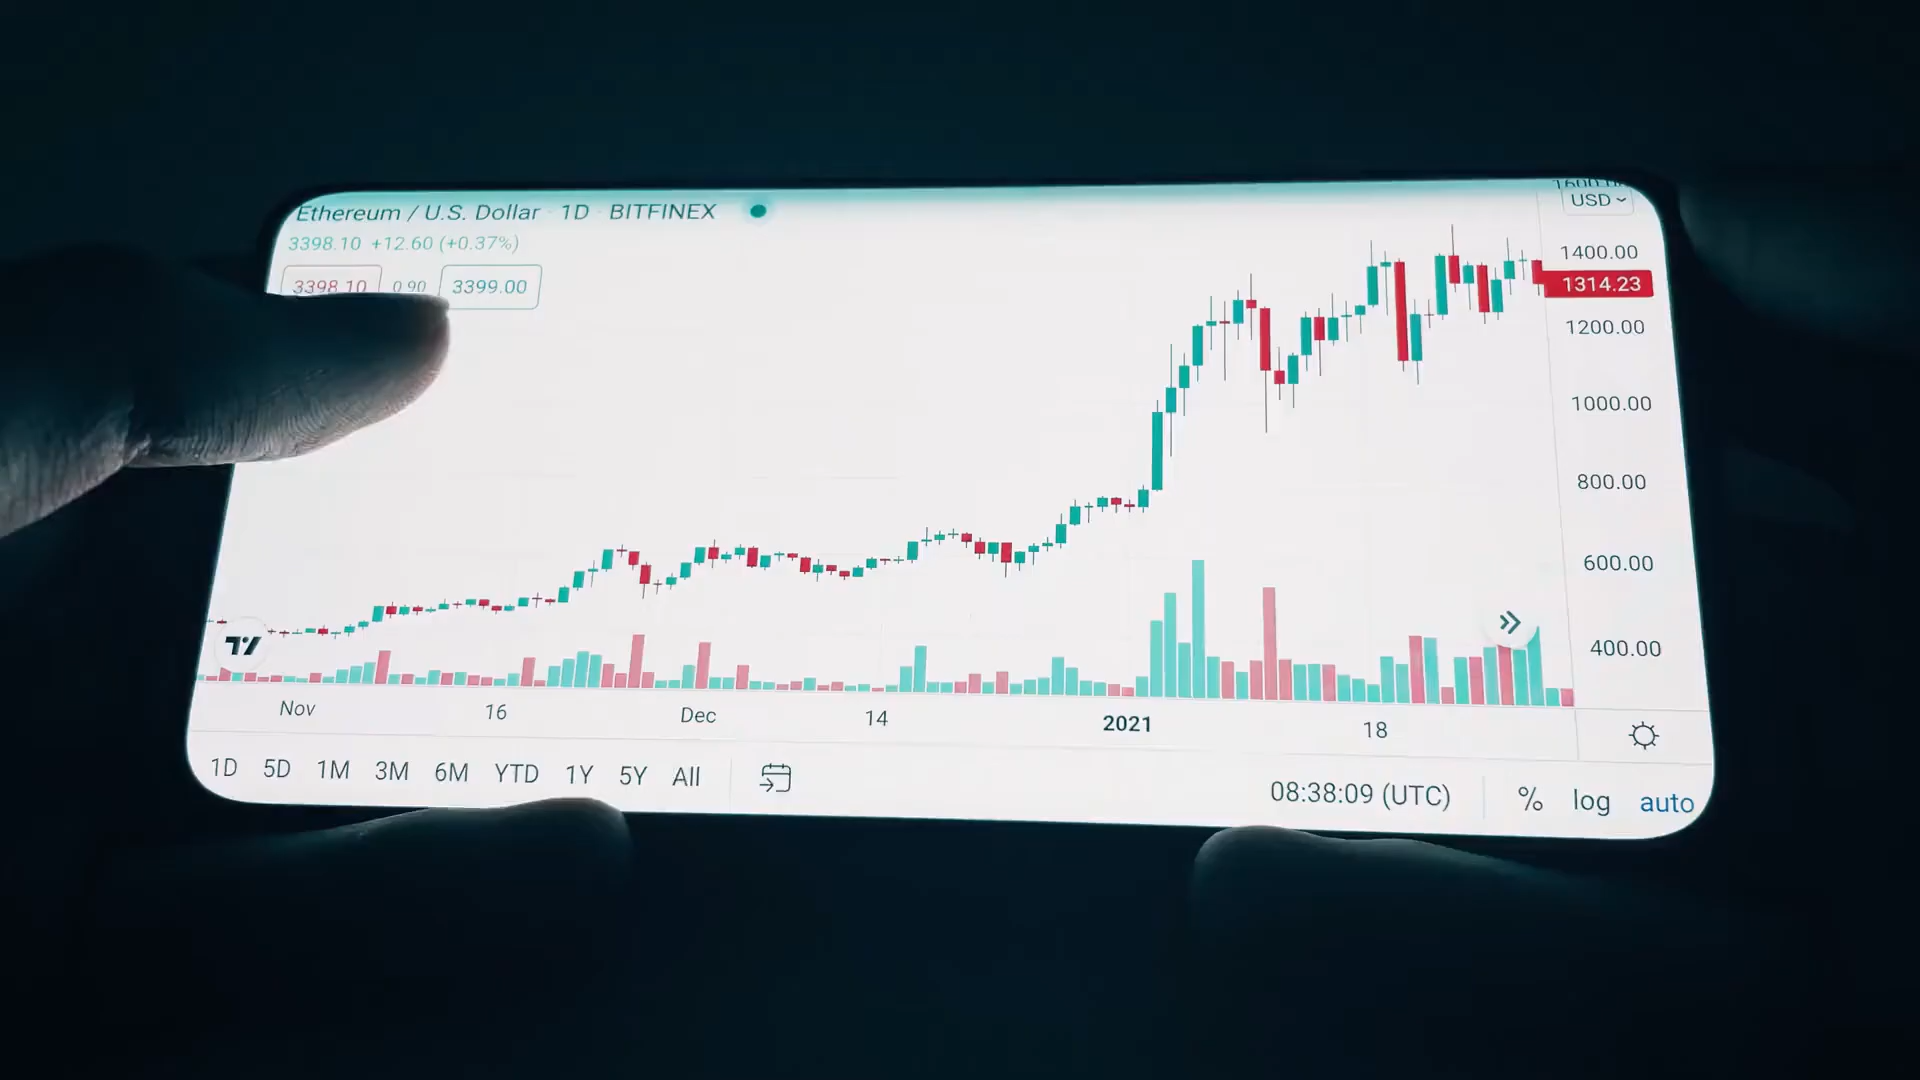 Ethereum / U.S. Dollar · 1D · BITFINEX
3398.10 +12.60 (+0.37%)
3398.10 0.90 3399.00
USD
1400.00
1314.23
1200.00
1000.00
800.00
600.00
400.00
Nov 16 Dec 14 2021 18
1D 5D 1M 3M 6M YTD 1Y 5Y All 08:38:09 (UTC) % log auto